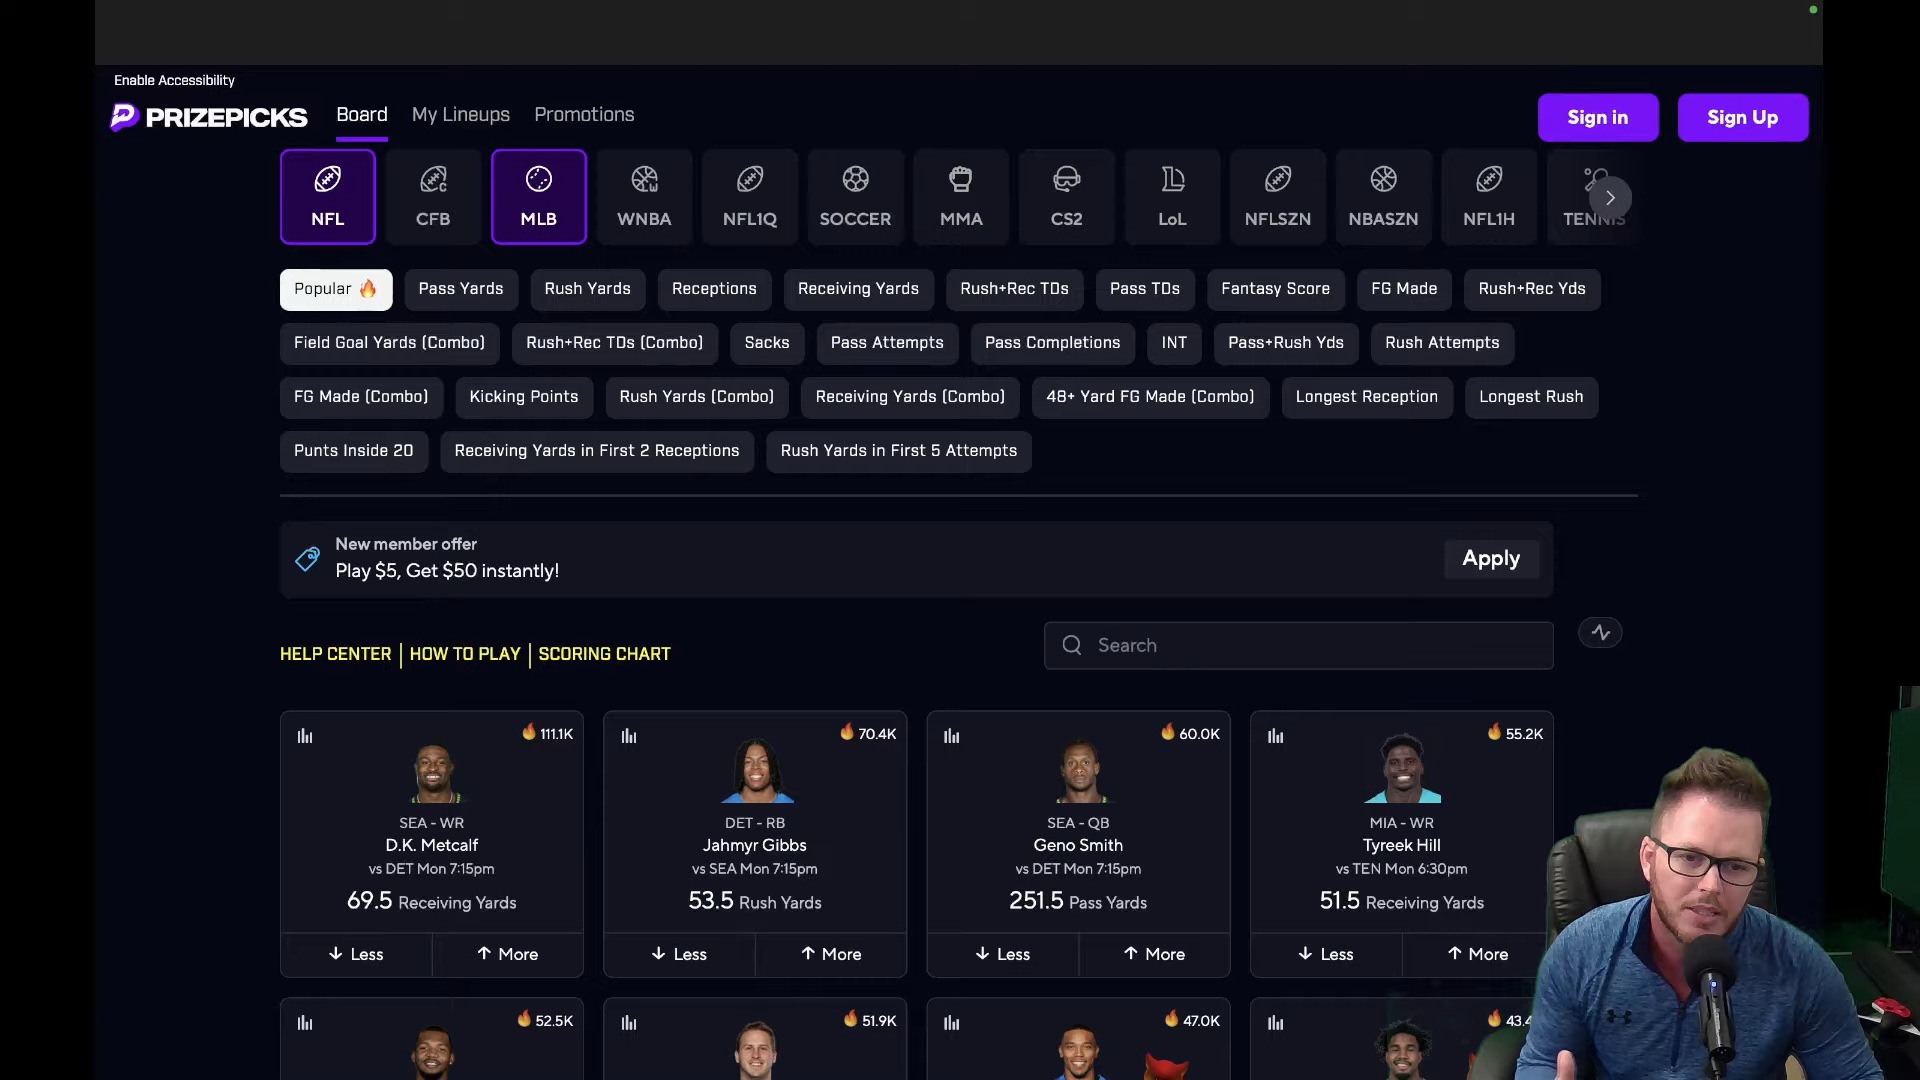 Enable Accessibility
PRIZEPICKS Board My Lineups Promotions Sign in Sign Up
NFL CFB MLB WNBA NFL1Q SOCCER MMA CS2 LoL NFLSZN NBASZN NFL1H TENNIS
Popular 🔥 Pass Yards Rush Yards Receptions Receiving Yards Rush+Rec TDs Pass TDs Fantasy Score FG Made Rush+Rec Yds
Field Goal Yards (Combo) Rush+Rec TDs (Combo) Sacks Pass Attempts Pass Completions INT Pass+Rush Yds Rush Attempts
FG Made (Combo) Kicking Points Rush Yards (Combo) Receiving Yards (Combo) 48+ Yard FG Made (Combo) Longest Reception Longest Rush
Punts Inside 20 Receiving Yards in First 2 Receptions Rush Yards in First 5 Attempts
New member offer
Play $5, Get $50 instantly!
Apply
HELP CENTER | HOW TO PLAY | SCORING CHART
Search
111.1K
SEA - WR
D.K. Metcalf
vs DET Mon 7:15pm
69.5 Receiving Yards
↓ Less ↑ More
70.4K
DET - RB
Jahmyr Gibbs
vs SEA Mon 7:15pm
53.5 Rush Yards
↓ Less ↑ More
60.0K
SEA - QB
Geno Smith
vs DET Mon 7:15pm
251.5 Pass Yards
↓ Less ↑ More
55.2K
MIA - WR
Tyreek Hill
vs TEN Mon 6:30pm
51.5 Receiving Yards
↓ Less ↑ More
52.5K
51.9K
47.0K